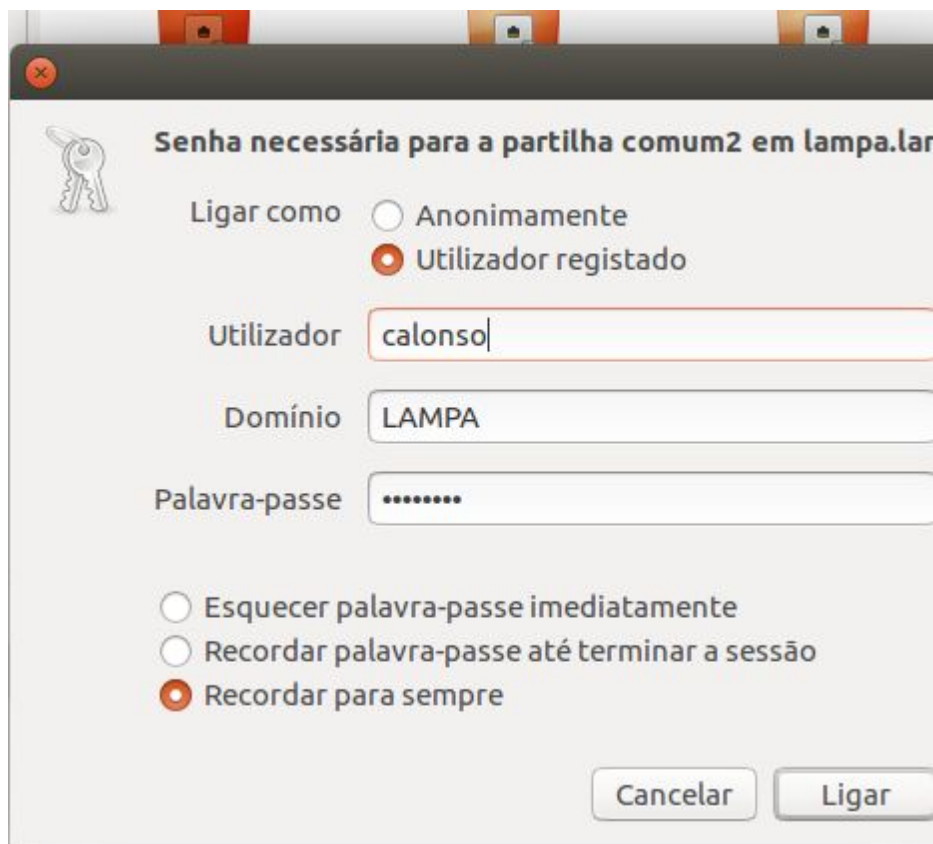 Senha necessária para a partilha comum2 em lampa.lan
Ligar como
Anonimamente
Utilizador registado
Utilizador calonso
Domínio LAMPA
Palavra-passe ••••••••
Esquecer palavra-passe imediatamente
Recordar palavra-passe até terminar a sessão
Recordar para sempre
Cancelar Ligar